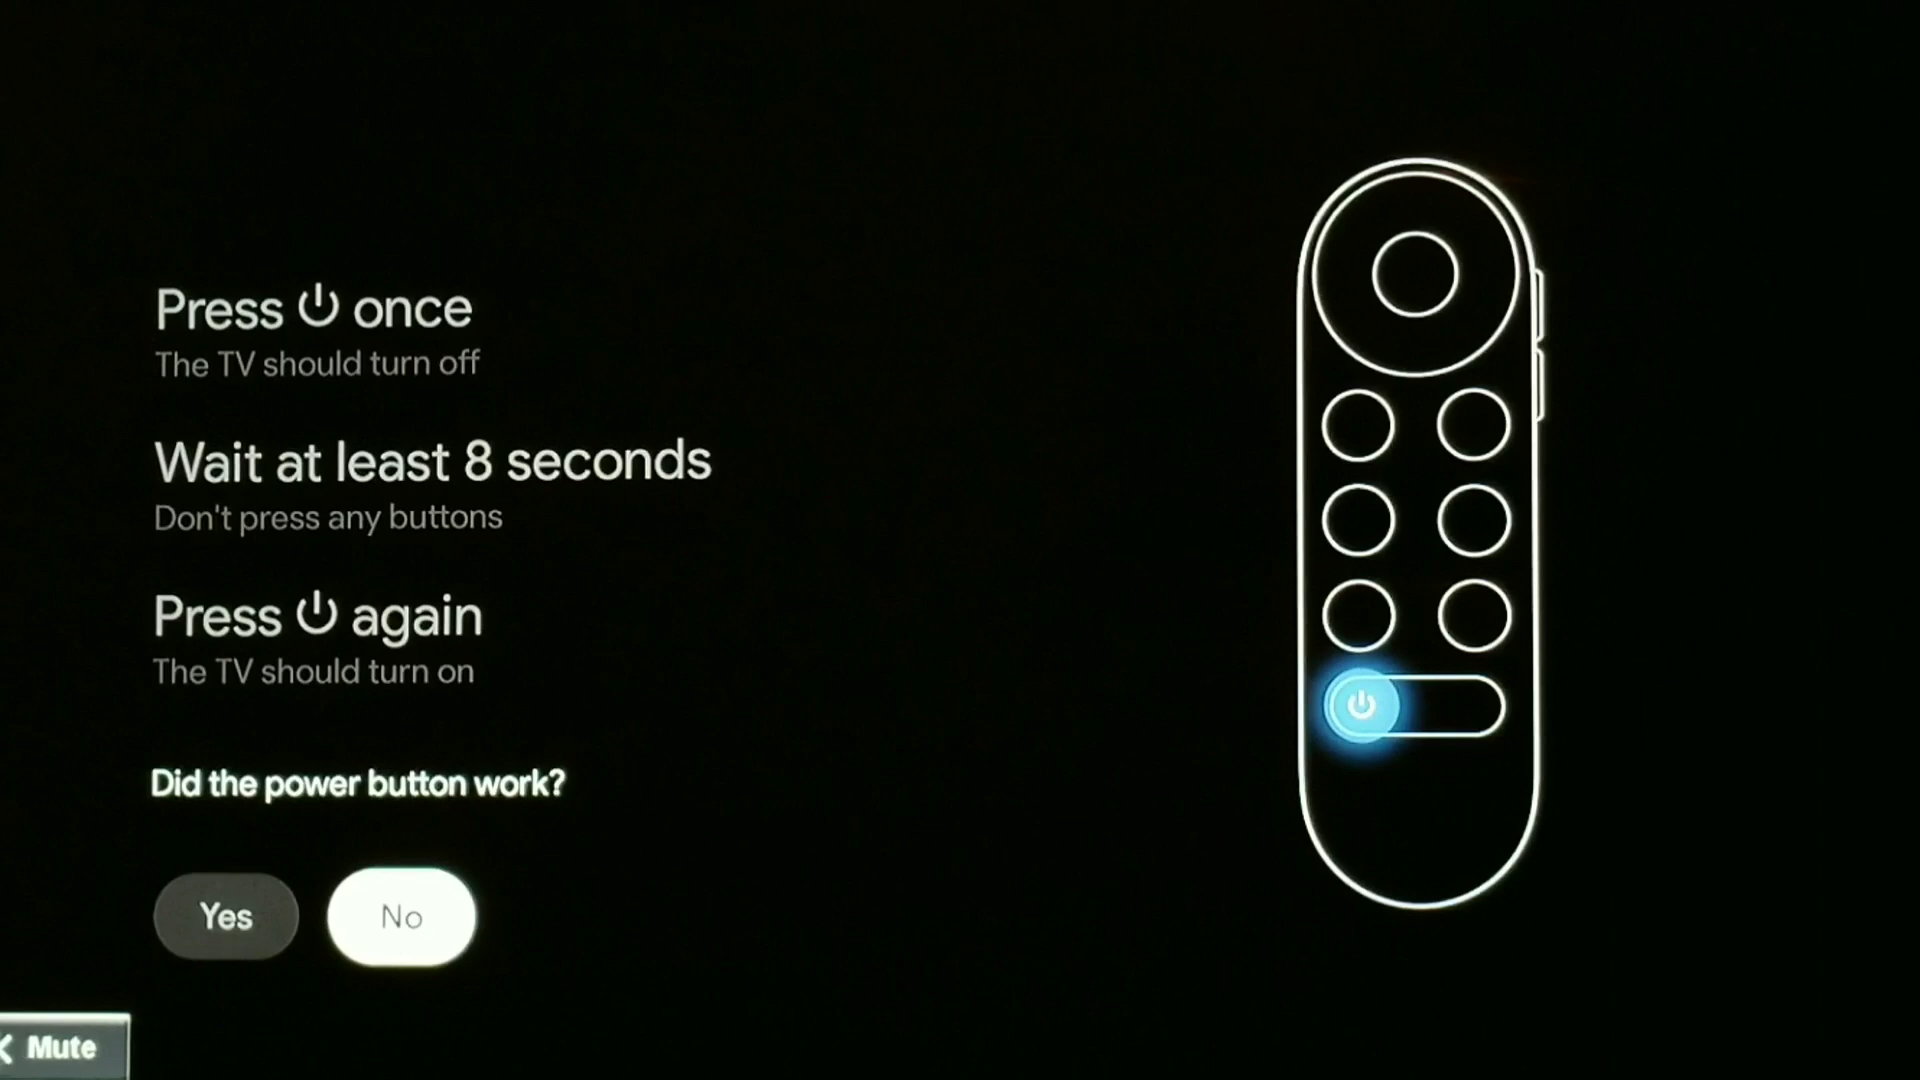 Press ⏻ once
The TV should turn off
Wait at least 8 seconds
Don't press any buttons
Press ⏻ again
The TV should turn on
Did the power button work?
Yes
No
Mute